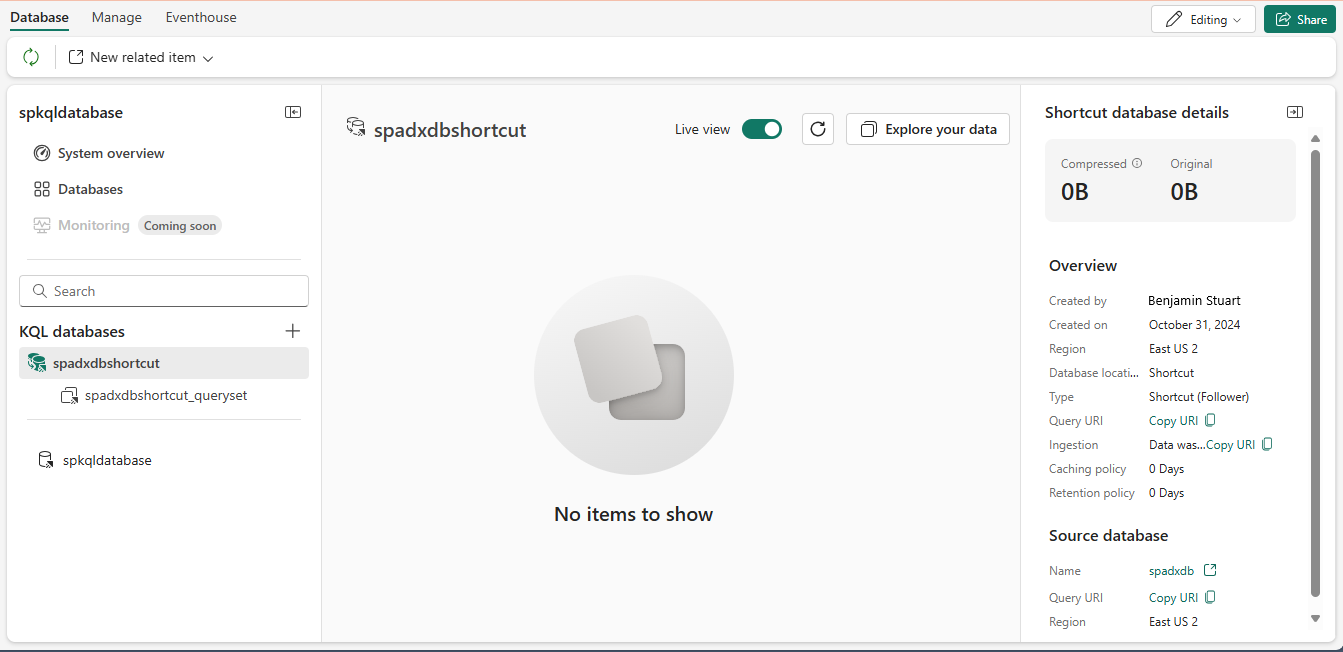 Database Manage Eventhouse
Editing Share
New related item
spkqldatabase
System overview
Databases
Monitoring Coming soon
Search
KQL databases
spadxdbshortcut
spadxdbshortcut_queryset
spkqldatabase
spadxdbshortcut Live view Explore your data
No items to show
Shortcut database details
Compressed Original
0B 0B
Overview
Created by Benjamin Stuart
Created on October 31, 2024
Region East US 2
Database locati... Shortcut
Type Shortcut (Follower)
Query URI Copy URI
Ingestion Data was...Copy URI
Caching policy 0 Days
Retention policy 0 Days
Source database
Name spadxdb
Query URI Copy URI
Region East US 2